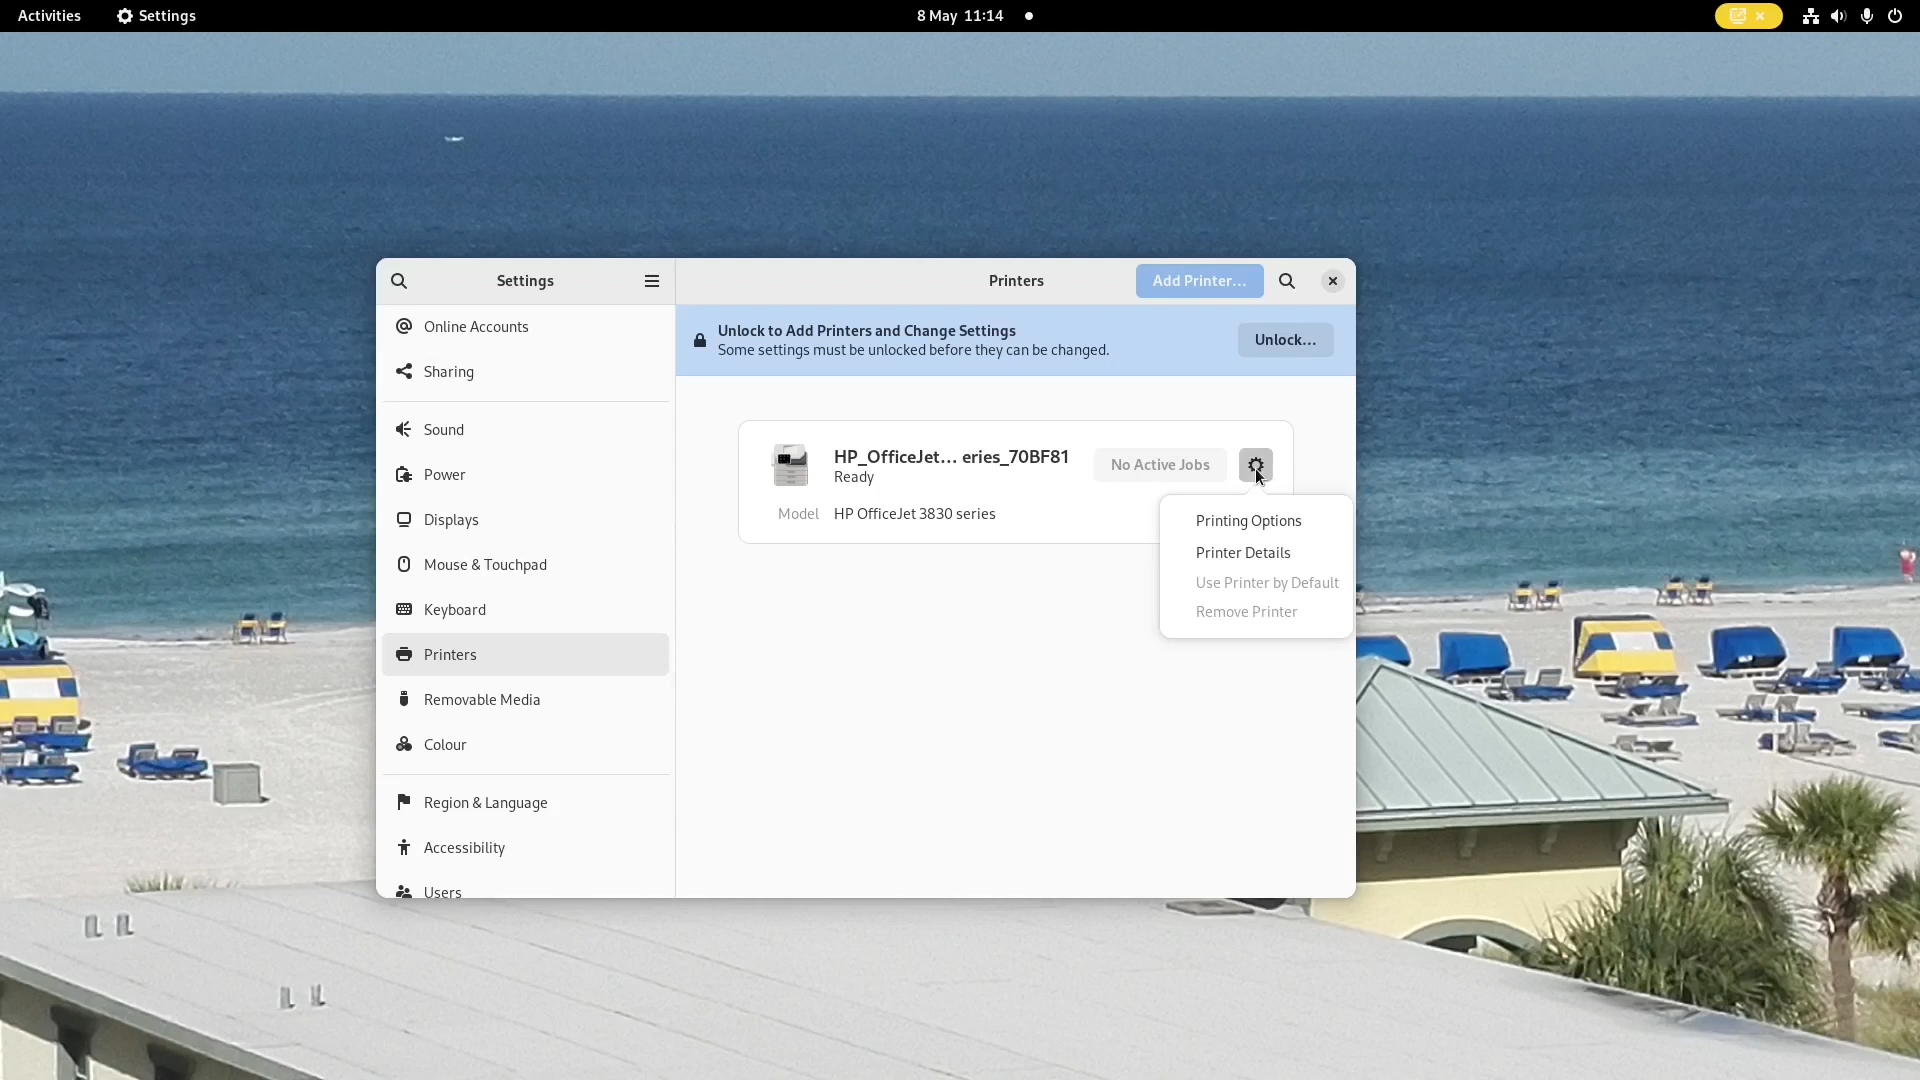 Activities
Settings
8 May 11:14
Settings
Printers
Add Printer...
Online Accounts
Sharing
Sound
Power
Displays
Mouse & Touchpad
Keyboard
Printers
Removable Media
Colour
Region & Language
Accessibility
Users
Unlock to Add Printers and Change Settings
Some settings must be unlocked before they can be changed.
Unlock...
HP_OfficeJet... eries_70BF81
Ready
No Active Jobs
Model HP OfficeJet 3830 series
Printing Options
Printer Details
Use Printer by Default
Remove Printer